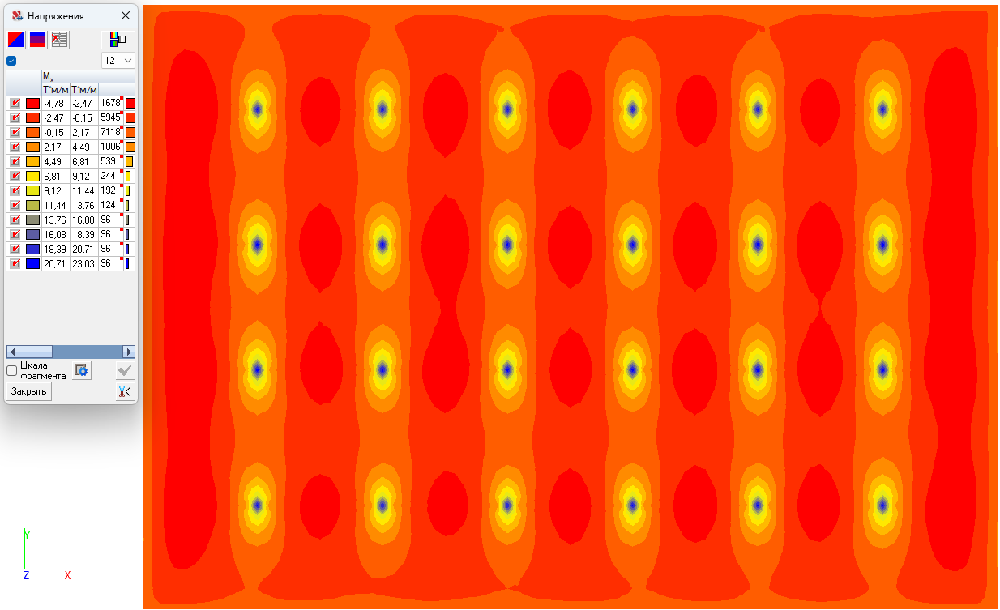 Напряжения
12
Mx
Т*м/м Т*м/м
-4,78 -2,47 1678
-2,47 -0,15 5945
-0,15 2,17 7118
2,17 4,49 1006
4,49 6,81 539
6,81 9,12 244
9,12 11,44 192
11,44 13,76 124
13,76 16,08 96
16,08 18,39 96
18,39 20,71 96
20,71 23,03 96
Шкала
фрагмента
Закрыть
Y
Z X